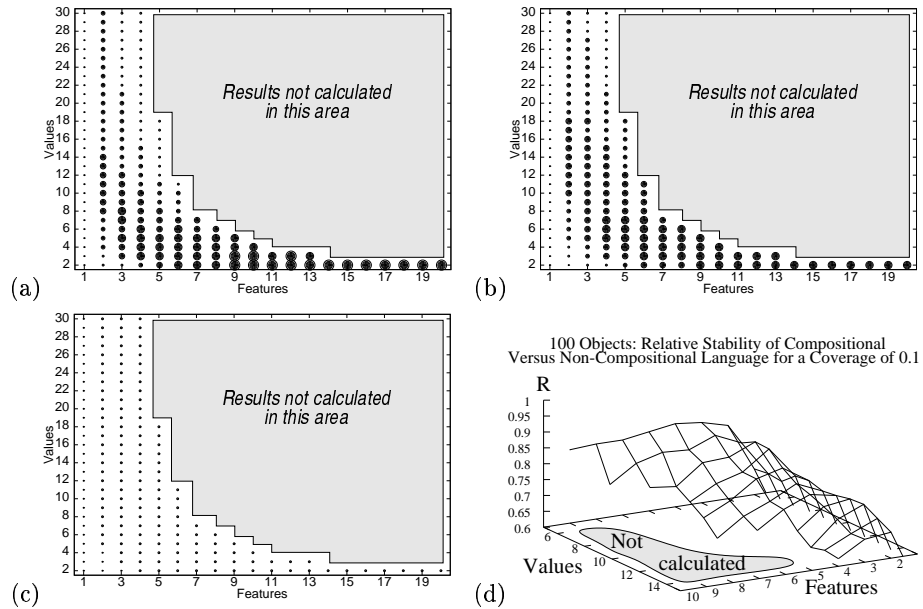 30
28
26
24
22
20
18
16
14
12
10
8
6
4
2
Values
Results not calculated
in this area
1 3 5 7 9 11 13 15 17 19
Features
(a)
30
28
26
24
22
20
18
16
14
12
10
8
6
4
2
Values
Results not calculated
in this area
1 3 5 7 9 11 13 15 17 19
Features
(b)
30
28
26
24
22
20
18
16
14
12
10
8
6
4
2
Values
Results not calculated
in this area
1 3 5 7 9 11 13 15 17 19
Features
(c)
100 Objects: Relative Stability of Compositional
Versus Non-Compositional Language for a Coverage of 0.1
R
1
0.95
0.9
0.85
0.8
0.75
0.7
0.65
0.6
6
8
10
12
14
Values
Not
calculated
10 9 8 7 6 5 4 3 2
Features
(d)